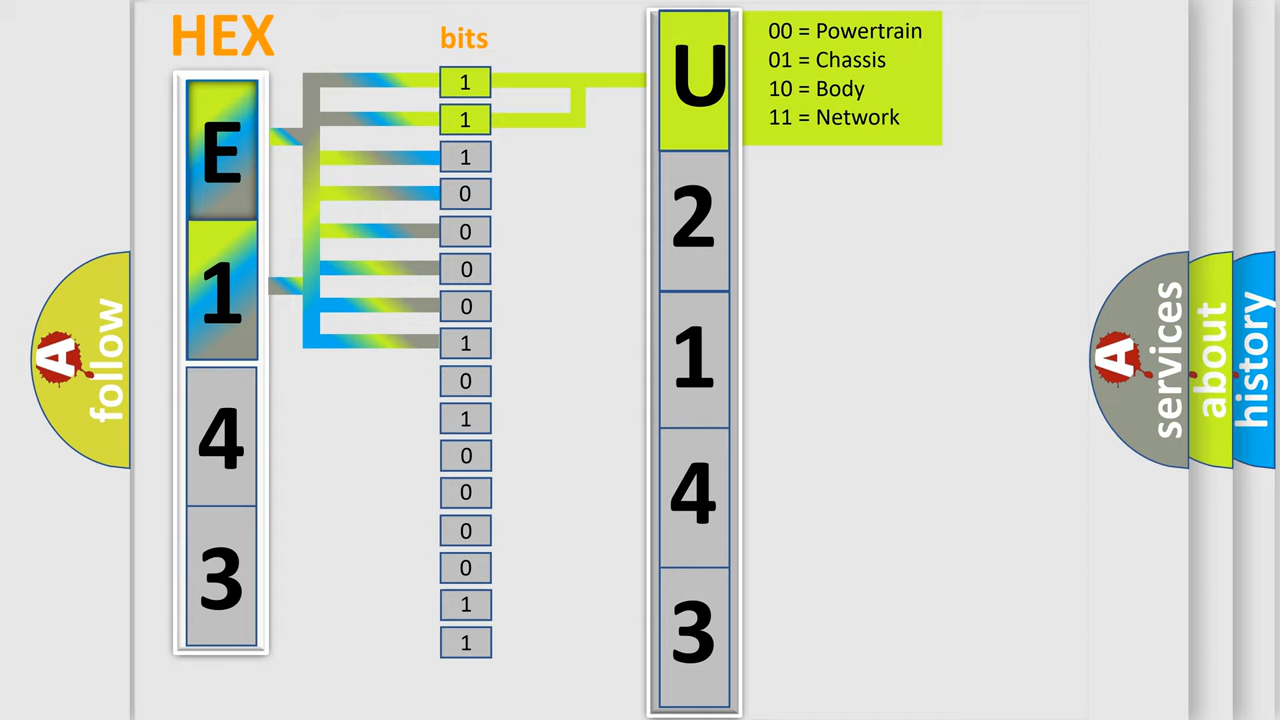 HEX
bits
E
1
4
3
1
1
1
0
0
0
0
1
0
1
0
0
0
0
1
1
U
2
1
4
3
00 = Powertrain
01 = Chassis
10 = Body
11 = Network
A
follow
A
services
about
history